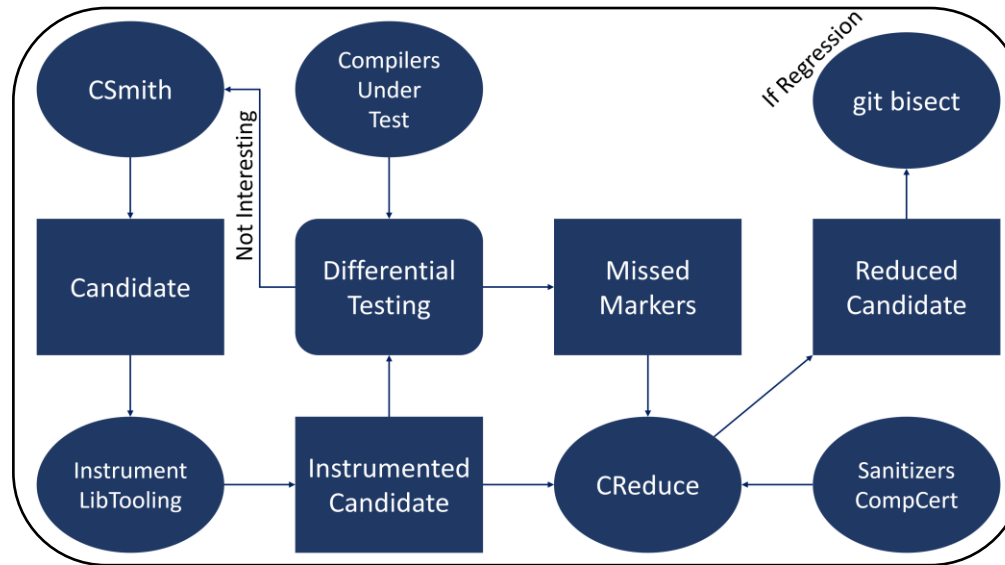 CSmith
Compilers
Under
Test
If Regression
git bisect
Not Interesting
Candidate
Differential
Testing
Missed
Markers
Reduced
Candidate
Instrument
LibTooling
Instrumented
Candidate
CReduce
Sanitizers
CompCert